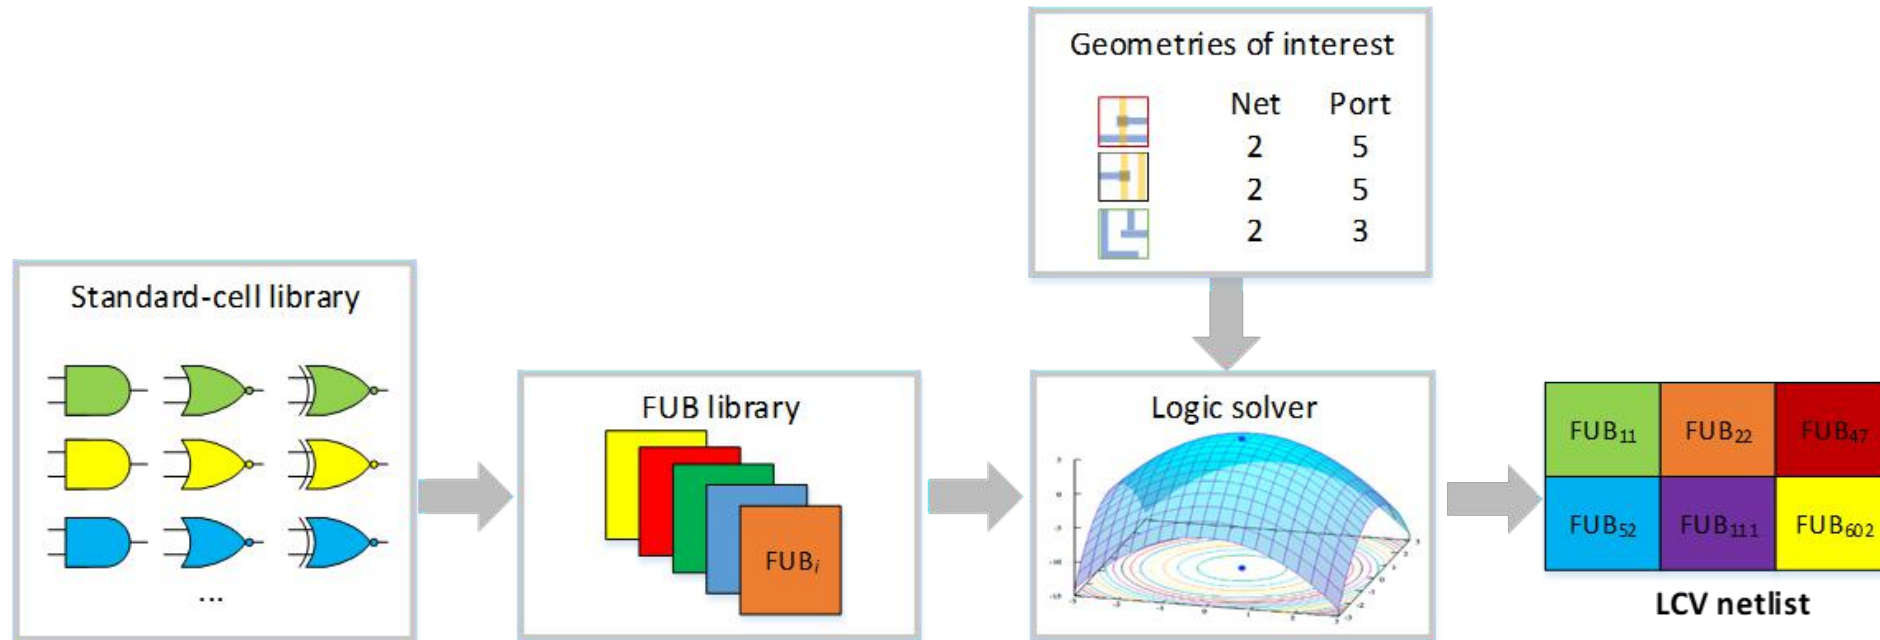 Geometries of interest
Net Port
2 5
2 5
2 3
Standard-cell library
...
FUB library
FUBᵢ
Logic solver
FUB₁₁ FUB₂₂ FUB₄₇
FUB₅₂ FUB₁₁₁ FUB₆₀₂
LCV netlist